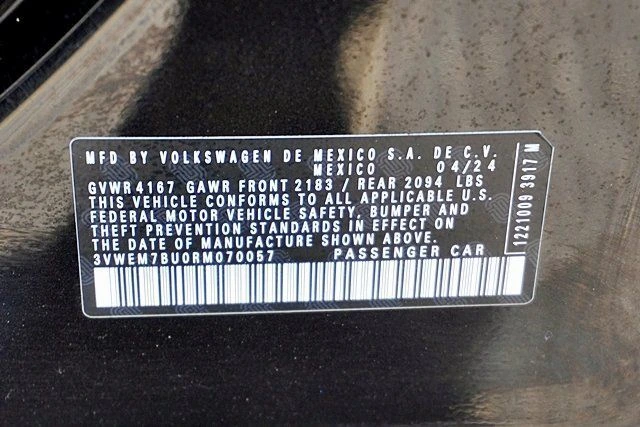 MFD BY VOLKSWAGEN DE MEXICO S.A. DE C.V.
MEXICO 04/24
GVWR 4167 GAWR FRONT 2183 / REAR 2094 LBS
THIS VEHICLE CONFORMS TO ALL APPLICABLE U.S.
FEDERAL MOTOR VEHICLE SAFETY, BUMPER AND
THEFT PREVENTION STANDARDS IN EFFECT ON
THE DATE OF MANUFACTURE SHOWN ABOVE.
3VWEM7BU0RM070057 PASSENGER CAR
1221009 3917 M